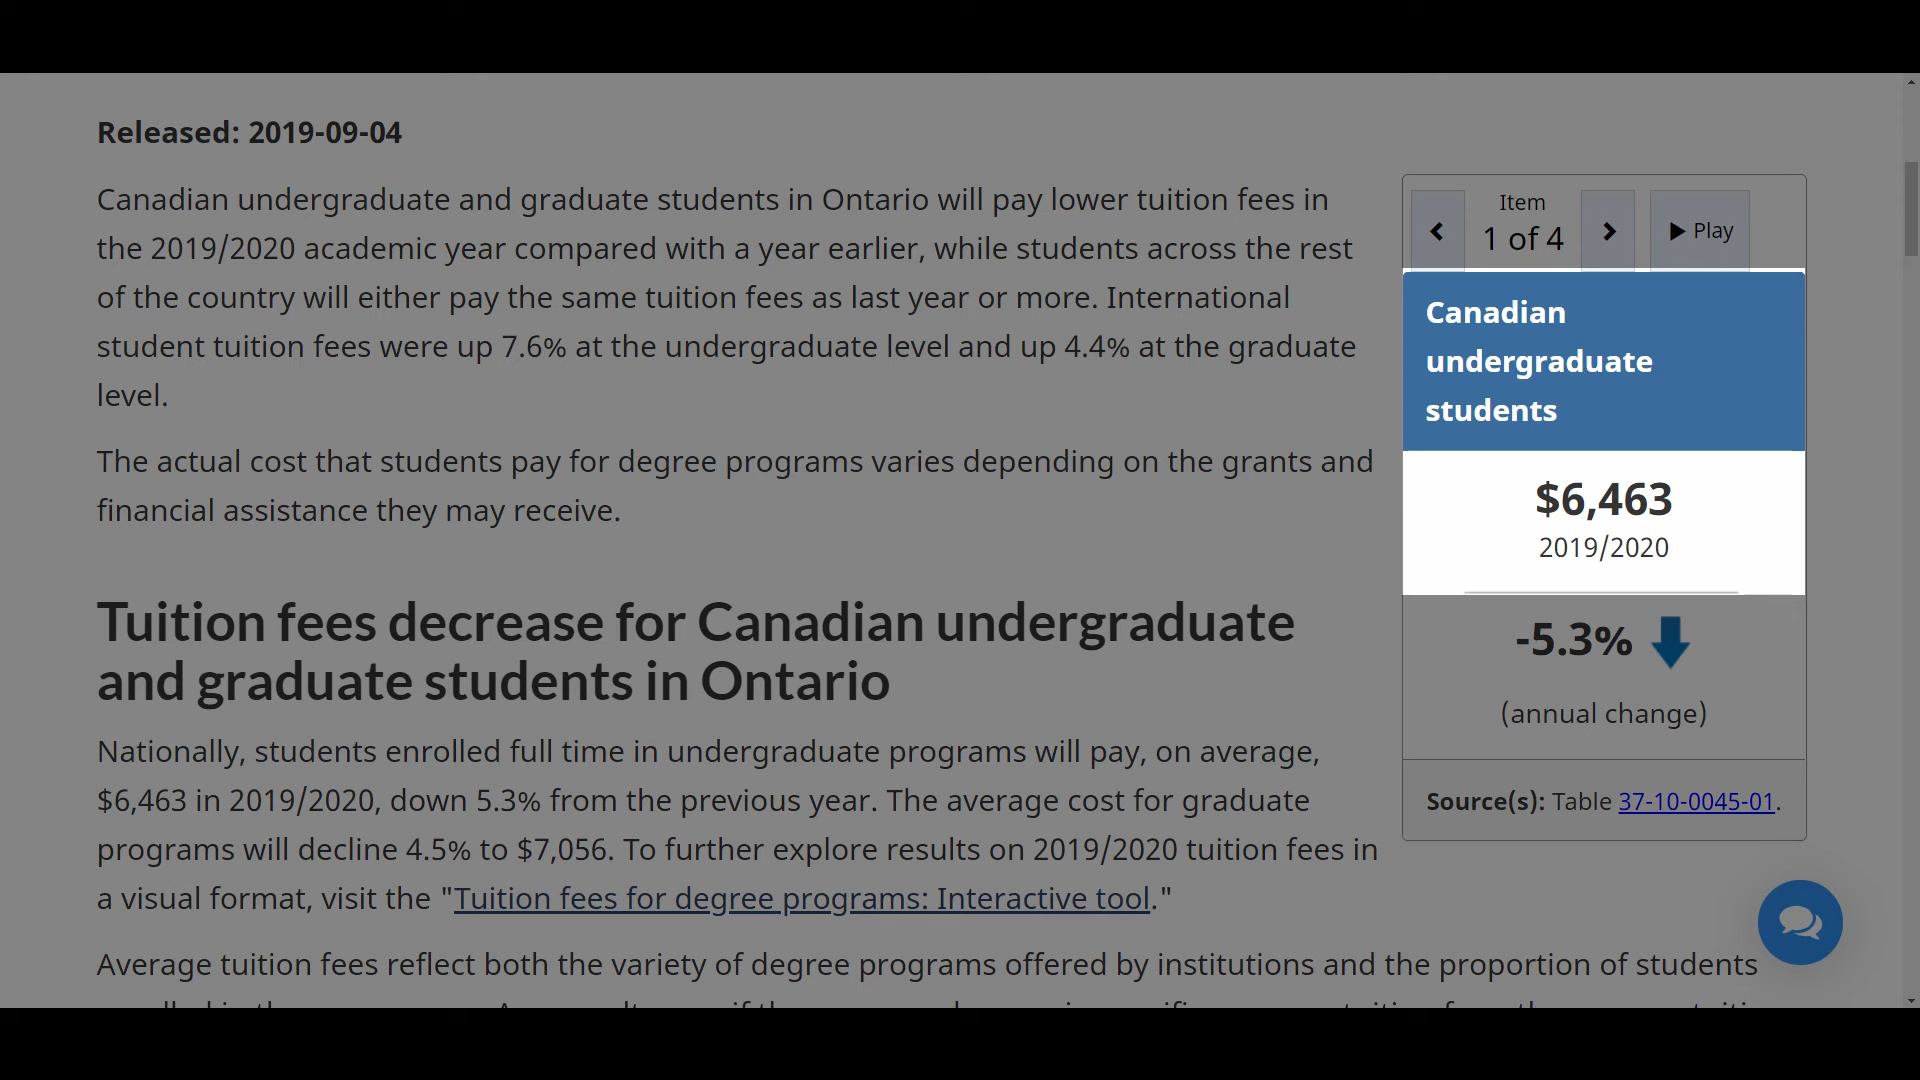 Released: 2019-09-04
Canadian undergraduate and graduate students in Ontario will pay lower tuition fees in
the 2019/2020 academic year compared with a year earlier, while students across the rest
of the country will either pay the same tuition fees as last year or more. International
student tuition fees were up 7.6% at the undergraduate level and up 4.4% at the graduate
level.
The actual cost that students pay for degree programs varies depending on the grants and
financial assistance they may receive.
Tuition fees decrease for Canadian undergraduate
and graduate students in Ontario
Nationally, students enrolled full time in undergraduate programs will pay, on average,
$6,463 in 2019/2020, down 5.3% from the previous year. The average cost for graduate
programs will decline 4.5% to $7,056. To further explore results on 2019/2020 tuition fees in
a visual format, visit the "Tuition fees for degree programs: Interactive tool."
Average tuition fees reflect both the variety of degree programs offered by institutions and the proportion of students
Item
1 of 4
Play
Canadian
undergraduate
students
$6,463
2019/2020
-5.3%
(annual change)
Source(s): Table 37-10-0045-01.